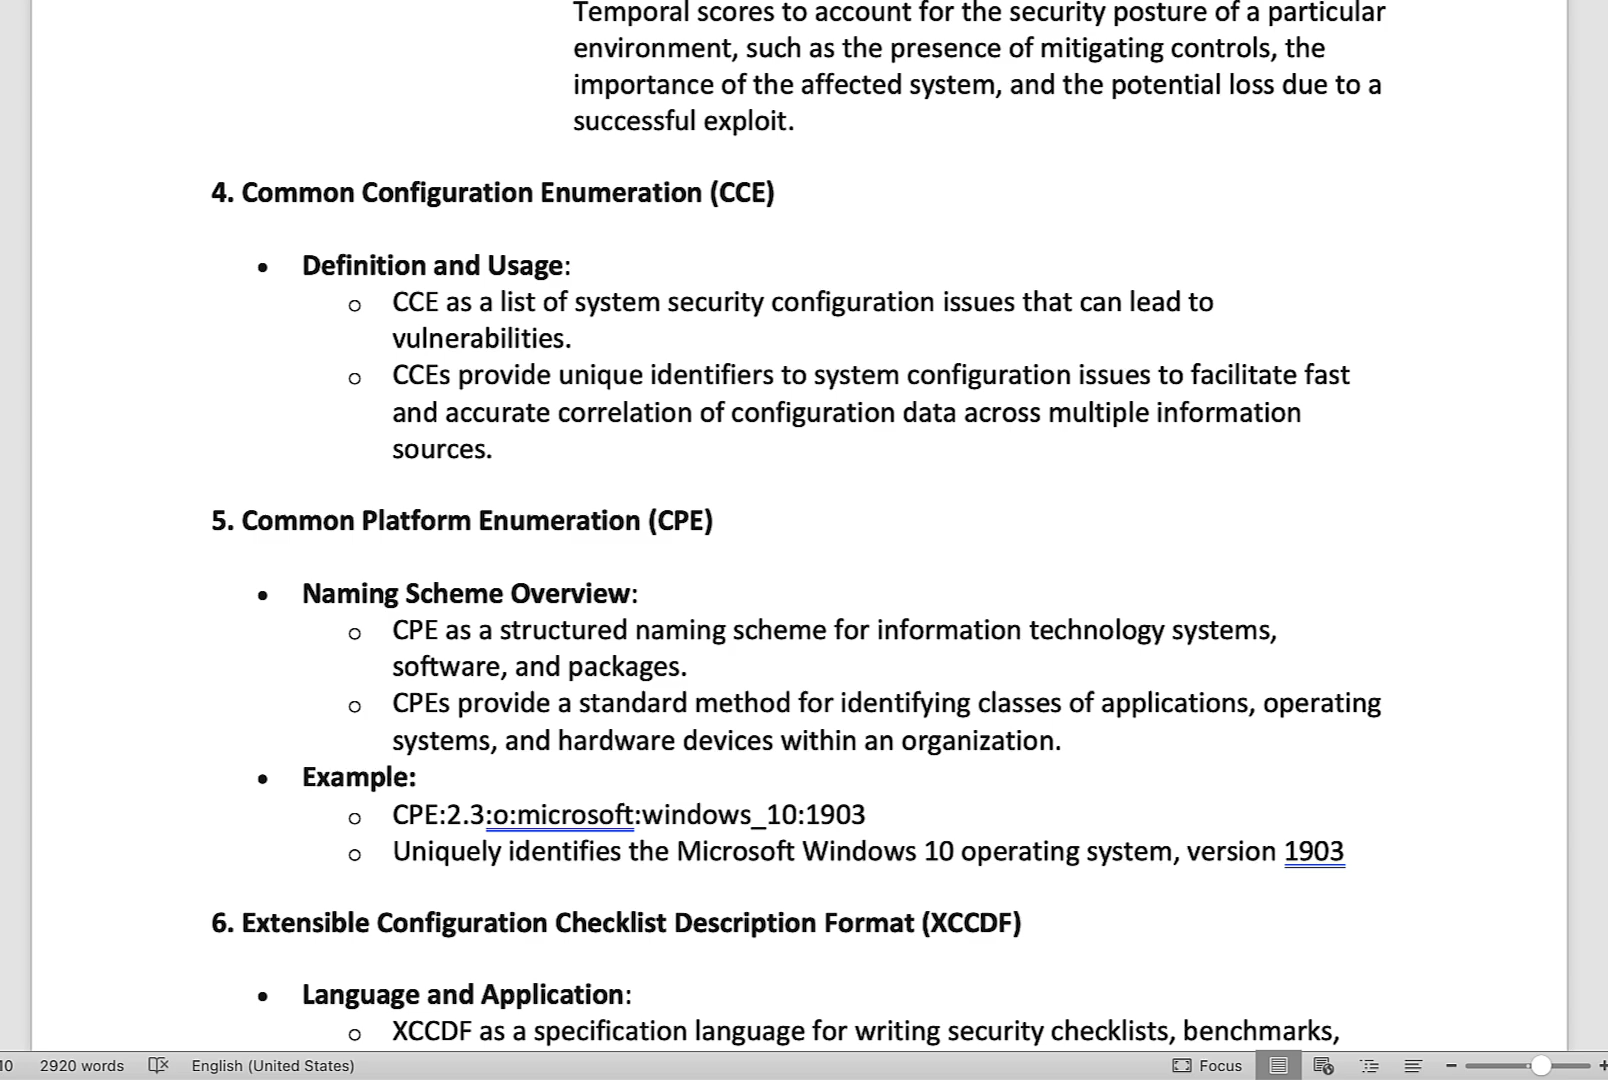 Temporal scores to account for the security posture of a particular
environment, such as the presence of mitigating controls, the
importance of the affected system, and the potential loss due to a
successful exploit.
4. Common Configuration Enumeration (CCE)
• Definition and Usage:
o CCE as a list of system security configuration issues that can lead to
vulnerabilities.
o CCEs provide unique identifiers to system configuration issues to facilitate fast
and accurate correlation of configuration data across multiple information
sources.
5. Common Platform Enumeration (CPE)
• Naming Scheme Overview:
o CPE as a structured naming scheme for information technology systems,
software, and packages.
o CPEs provide a standard method for identifying classes of applications, operating
systems, and hardware devices within an organization.
• Example:
o CPE:2.3:o:microsoft:windows_10:1903
o Uniquely identifies the Microsoft Windows 10 operating system, version 1903
6. Extensible Configuration Checklist Description Format (XCCDF)
• Language and Application:
o XCCDF as a specification language for writing security checklists, benchmarks,
10 2920 words English (United States) Focus